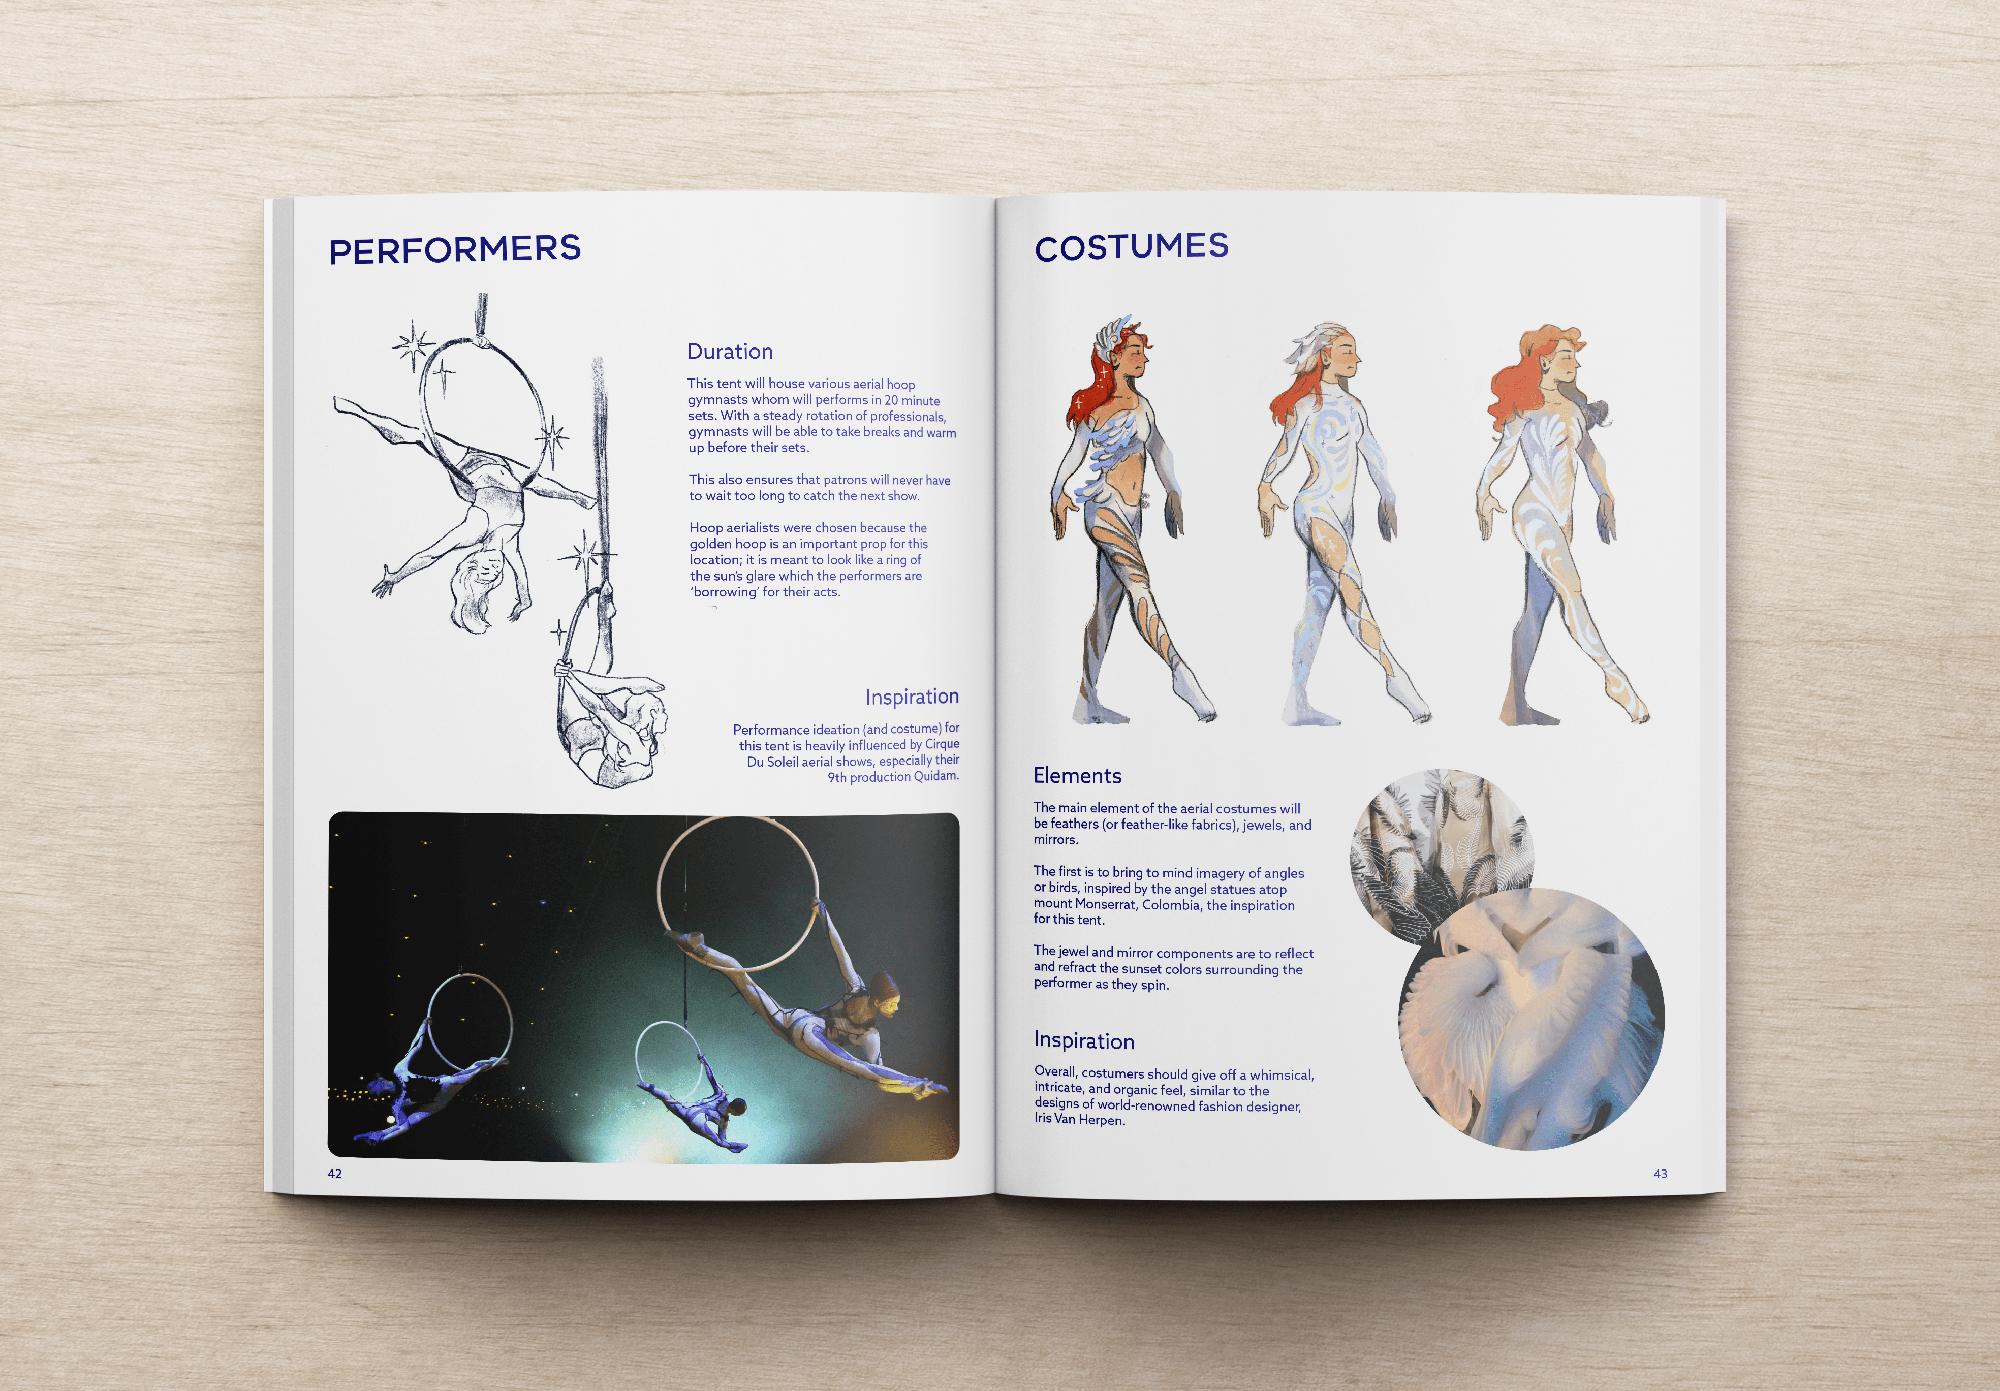 PERFORMERS
Duration
This tent will house various aerial hoop
gymnasts whom will performs in 20 minute
sets. With a steady rotation of professionals,
gymnasts will be able to take breaks and warm
up before their sets.
This also ensures that patrons will never have
to wait too long to catch the next show.
Hoop aerialists were chosen because the
golden hoop is an important prop for this
location; it is meant to look like a ring of
the sun's glare which the performers are
'borrowing' for their acts.
Inspiration
Performance ideation (and costume) for
this tent is heavily influenced by Cirque
Du Soleil aerial shows, especially their
9th production Quidam.
42
COSTUMES
Elements
The main element of the aerial costumes will
be feathers (or feather-like fabrics), jewels, and
mirrors.
The first is to bring to mind imagery of angles
or birds, inspired by the angel statues atop
mount Monserrat, Colombia, the inspiration
for this tent.
The jewel and mirror components are to reflect
and refract the sunset colors surrounding the
performer as they spin.
Inspiration
Overall, costumers should give off a whimsical,
intricate, and organic feel, similar to the
designs of world-renowned fashion designer,
Iris Van Herpen.
43